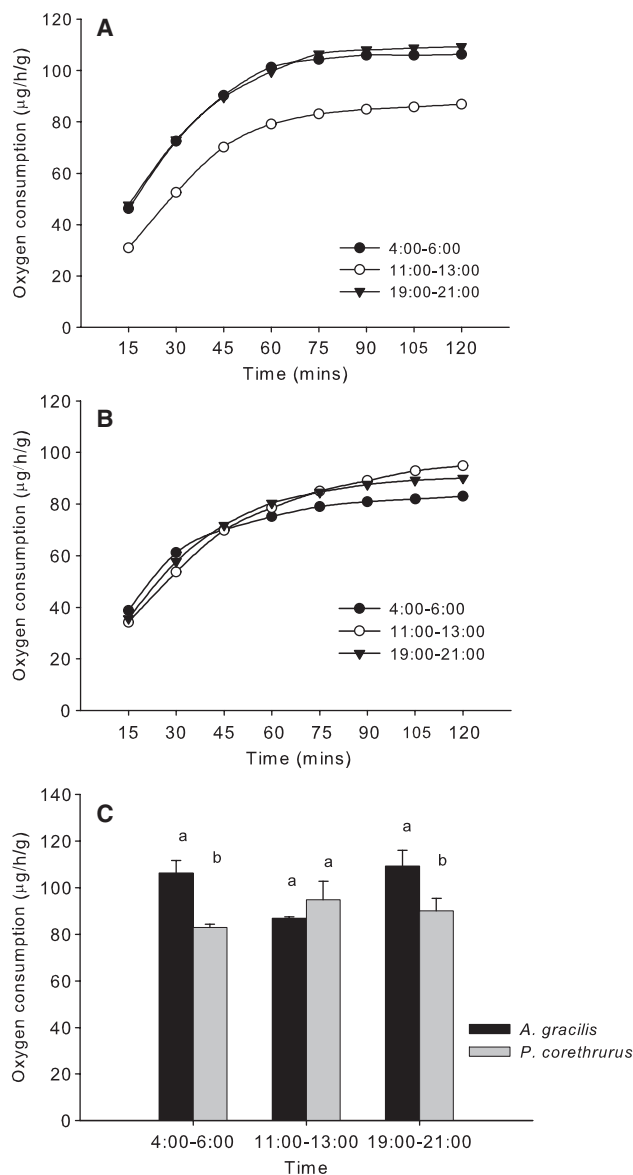 A
Oxygen consumption (µg/h/g)
120
100
80
60
40
20
0
4:00-6:00
11:00-13:00
19:00-21:00
15 30 45 60 75 90 105 120
Time (mins)
B
Oxygen consumption (µg/h/g)
120
100
80
60
40
20
0
4:00-6:00
11:00-13:00
19:00-21:00
15 30 45 60 75 90 105 120
Time (mins)
C
Oxygen consumption (µg/h/g)
140
120
100
80
60
40
20
0
a b a a a b
A. gracilis
P. corethrurus
4:00-6:00 11:00-13:00 19:00-21:00
Time